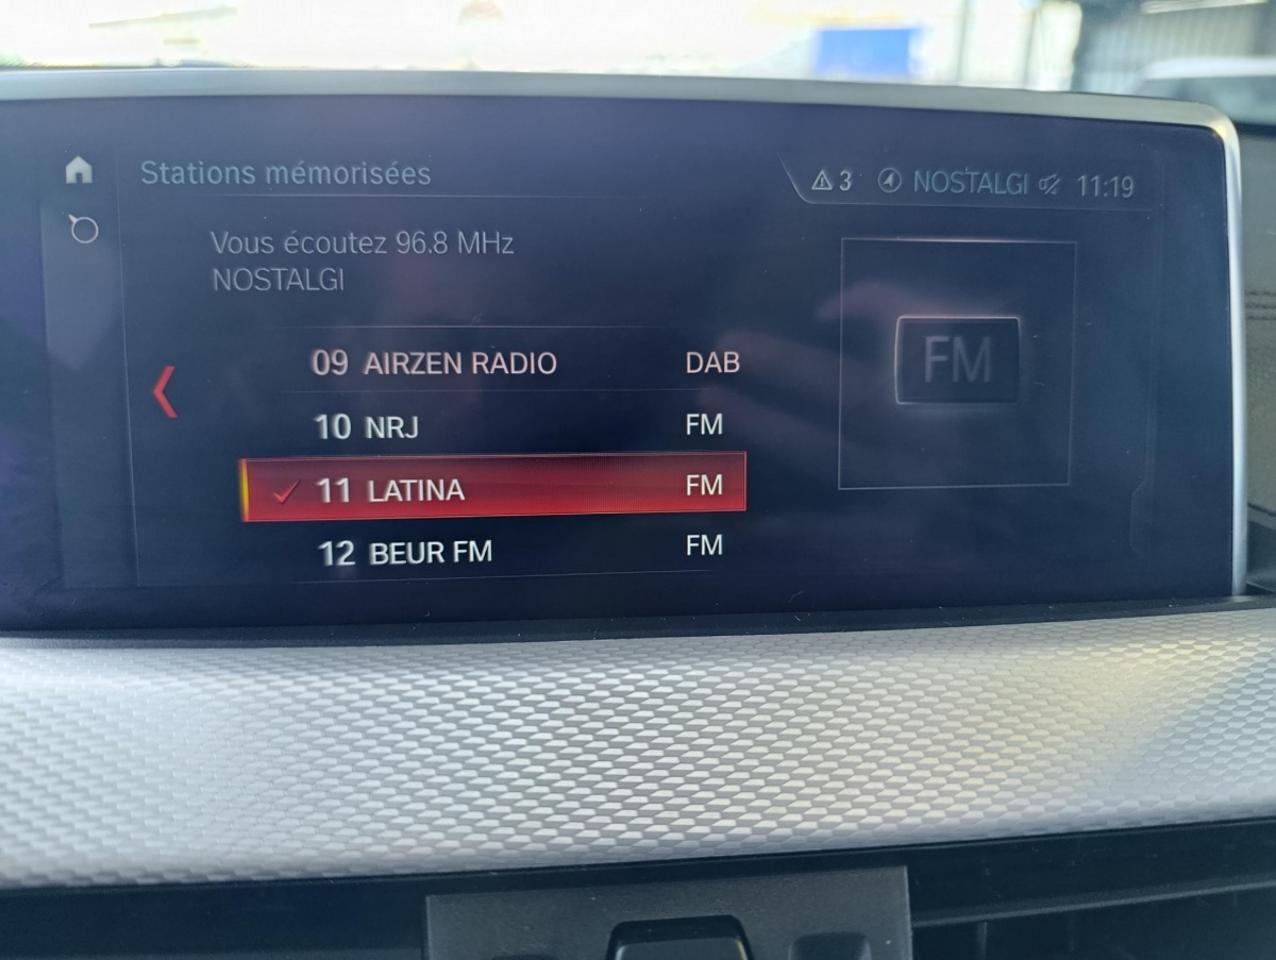 Stations mémorisées
3 NOSTALGI 11:19
Vous écoutez 96.8 MHz
NOSTALGI
09 AIRZEN RADIO DAB
10 NRJ FM
11 LATINA FM
12 BEUR FM FM
FM